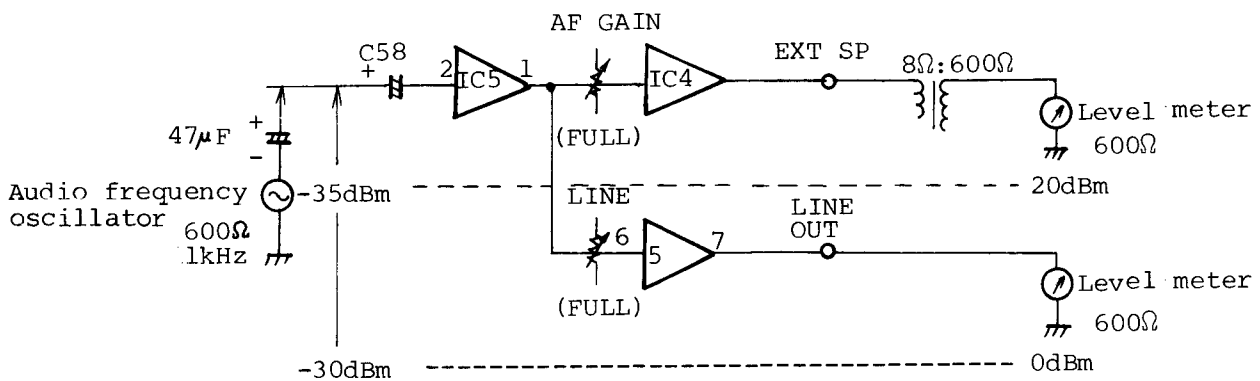 AF GAIN
C58
+
2 IC5 1
IC4
EXT SP
8Ω:600Ω
(FULL)
Level meter
600Ω
+
47μF
-
Audio frequency
oscillator
600Ω
1kHz
-35dBm
20dBm
LINE
6
5
7
LINE
OUT
(FULL)
Level meter
600Ω
-30dBm
0dBm